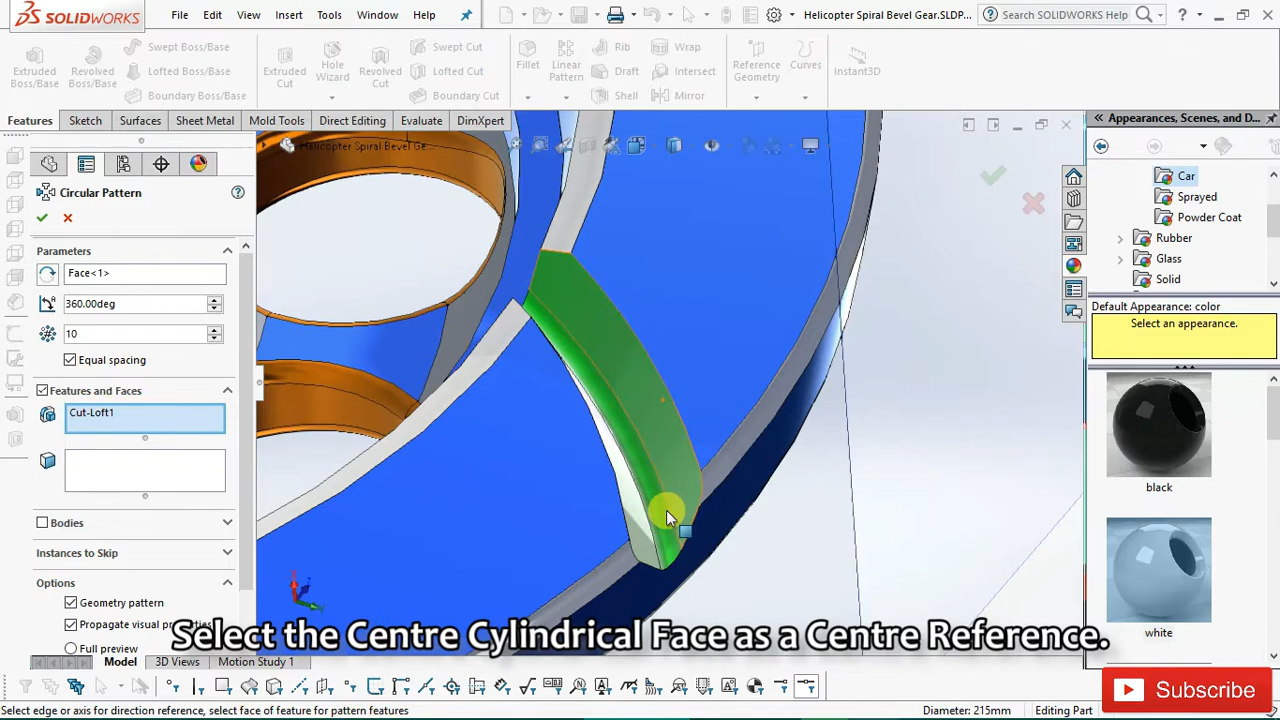 SOLIDWORKS
File
Edit
View
Insert
Tools
Window
Help
Helicopter Spiral Bevel Gear.SLDP...
Search SOLIDWORKS Help
Extruded
Boss/Base
Revolved
Boss/Base
Swept Boss/Base
Lofted Boss/Base
Boundary Boss/Base
Extruded
Cut
Hole
Wizard
Revolved
Cut
Swept Cut
Lofted Cut
Boundary Cut
Fillet
Linear
Pattern
Rib
Draft
Shell
Wrap
Intersect
Mirror
Reference
Geometry
Curves
Instant3D
Features
Sketch
Surfaces
Sheet Metal
Mold Tools
Direct Editing
Evaluate
DimXpert
Helicopter Spiral Bevel Ge...
Circular Pattern
Parameters
Face<1>
360.00deg
10
Equal spacing
Features and Faces
Cut-Loft1
Bodies
Instances to Skip
Options
Geometry pattern
Propagate visual
Full preview
Appearances, Scenes, and D...
Car
Sprayed
Powder Coat
Rubber
Glass
Solid
Default Appearance: color
Select an appearance.
black
white
Select the Centre Cylindrical Face as a Centre Reference.
Model
3D Views
Motion Study 1
Subscribe
Select edge or axis for direction reference, select face of feature for pattern features
Diameter: 215mm
Editing Part